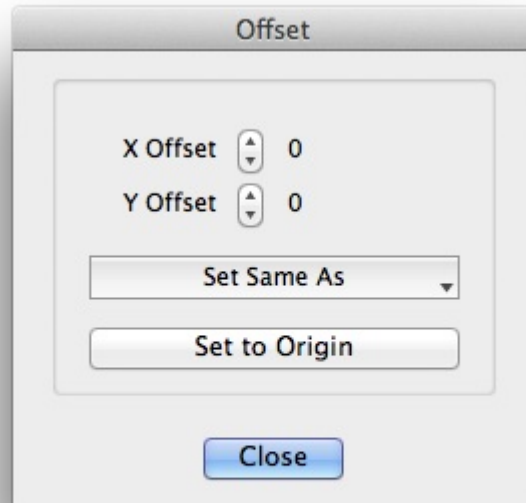 Offset
X Offset 0
Y Offset 0
Set Same As
Set to Origin
Close